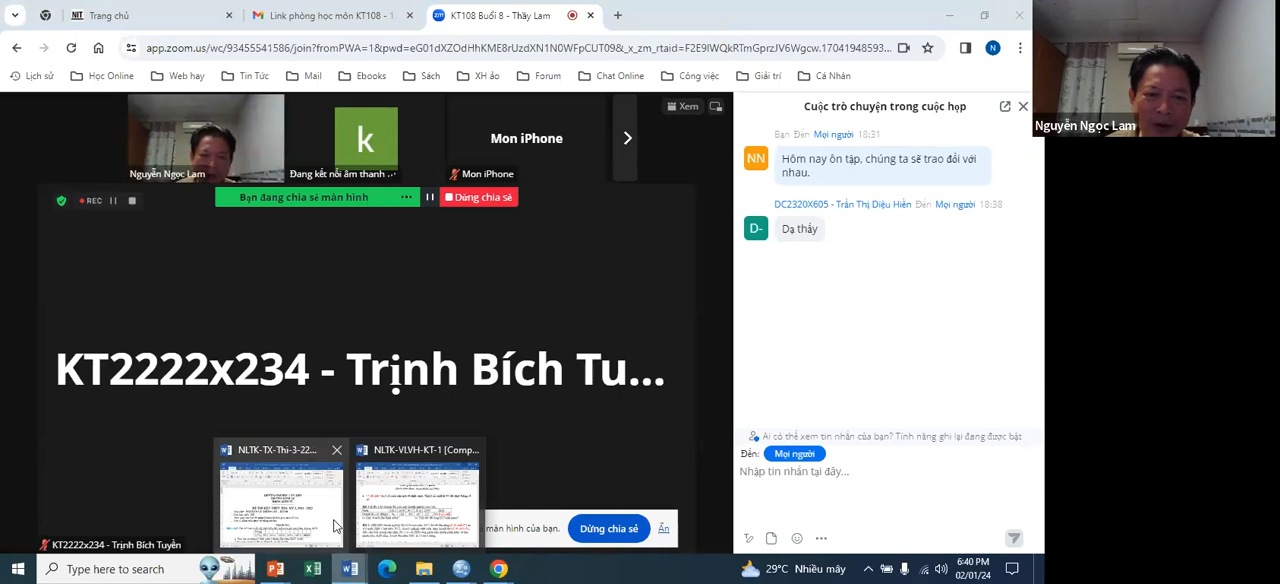 Trang chủ
Link phòng học môn KT108 - 1
KT108 Buổi 8 - Thầy Lam
app.zoom.us/wc/93455541586/join?fromPWA=1&pwd=eG01dXZOdHhKME8rUzdXN1N0WFpCUT09&_x_zm_rtaid=F2E9IWQkRTmGprzJV6Wgcw.17041948593...
N
Lịch sử
Học Online
Web hay
Tin Tức
Mail
Ebooks
Sách
XH ảo
Forum
Chat Online
Công việc
Giải trí
Cá Nhân
Nguyễn Ngọc Lam
k
Đang kết nối âm thanh ...
Mon iPhone
Mon iPhone
Xem
REC
Bạn đang chia sẻ màn hình
Dừng chia sẻ
KT2222x234 - Trịnh Bích Tu...
NLTK-TX-Thi-3-22...
NLTK-VLVH-KT-1 [Comp...
màn hình của bạn.
Dừng chia sẻ
Ẩn
KT2222x234 - Trịnh Bích Tuyền
Cuộc trò chuyện trong cuộc họp
Bạn Đến Mọi người 18:31
NN
Hôm nay ôn tập, chúng ta sẽ trao đổi với
nhau.
DC2320X605 - Trần Thị Diệu Hiền Đến Mọi người 18:38
D-
Dạ thầy
Ai có thể xem tin nhắn của bạn? Tính năng ghi lại đang được bật
Đến: Mọi người
Nhập tin nhắn tại đây...
Nguyễn Ngọc Lam
Type here to search
29°C Nhiều mây
6:40 PM
02/01/24